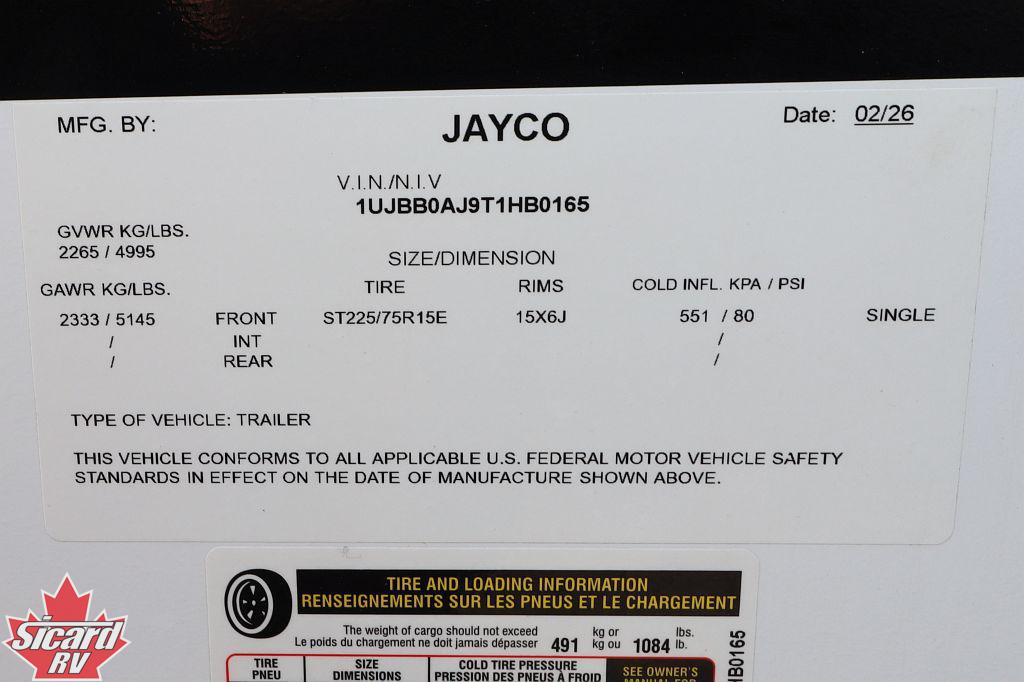 MFG. BY: JAYCO Date: 02/26
V.I.N./N.I.V
1UJBB0AJ9T1HB0165
GVWR KG/LBS.
2265 / 4995
SIZE/DIMENSION
GAWR KG/LBS. TIRE RIMS COLD INFL. KPA / PSI
2333 / 5145 FRONT ST225/75R15E 15X6J 551 / 80 SINGLE
/ INT /
/ REAR /
TYPE OF VEHICLE: TRAILER
THIS VEHICLE CONFORMS TO ALL APPLICABLE U.S. FEDERAL MOTOR VEHICLE SAFETY
STANDARDS IN EFFECT ON THE DATE OF MANUFACTURE SHOWN ABOVE.
TIRE AND LOADING INFORMATION
RENSEIGNEMENTS SUR LES PNEUS ET LE CHARGEMENT
The weight of cargo should not exceed kg or lbs.
Le poids du chargement ne doit jamais dépasser 491 kg ou 1084 lb.
TIRE SIZE COLD TIRE PRESSURE SEE OWNER'S
PNEU DIMENSIONS PRESSION DES PNEUS À FROID MANUAL FOR
HB0165
Sicard
RV